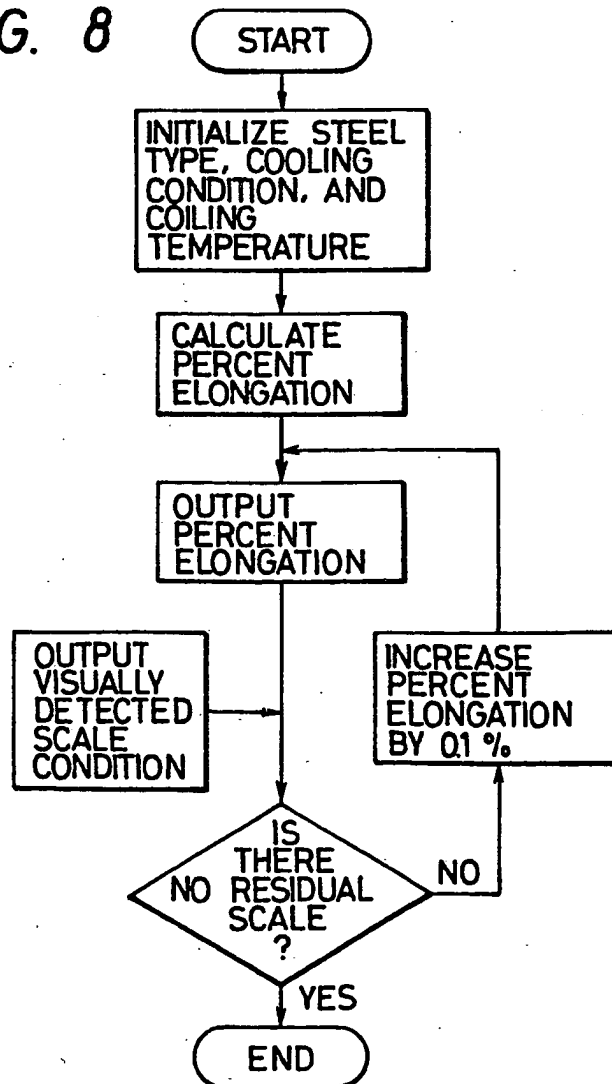 G. 8
START
INITIALIZE STEEL
TYPE, COOLING
CONDITION, AND
COILING
TEMPERATURE
CALCULATE
PERCENT
ELONGATION
OUTPUT
PERCENT
ELONGATION
OUTPUT
VISUALLY
DETECTED
SCALE
CONDITION
INCREASE
PERCENT
ELONGATION
BY 0.1 %
IS
THERE
NO RESIDUAL
SCALE
?
NO
YES
END